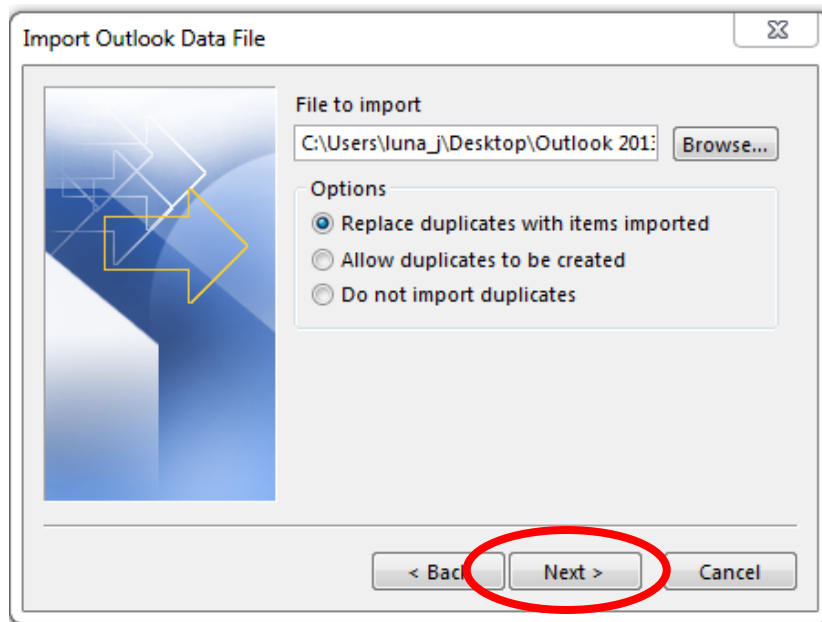 Import Outlook Data File
File to import
C:\Users\luna_j\Desktop\Outlook 2013 Browse...
Options
Replace duplicates with items imported
Allow duplicates to be created
Do not import duplicates
< Back Next > Cancel